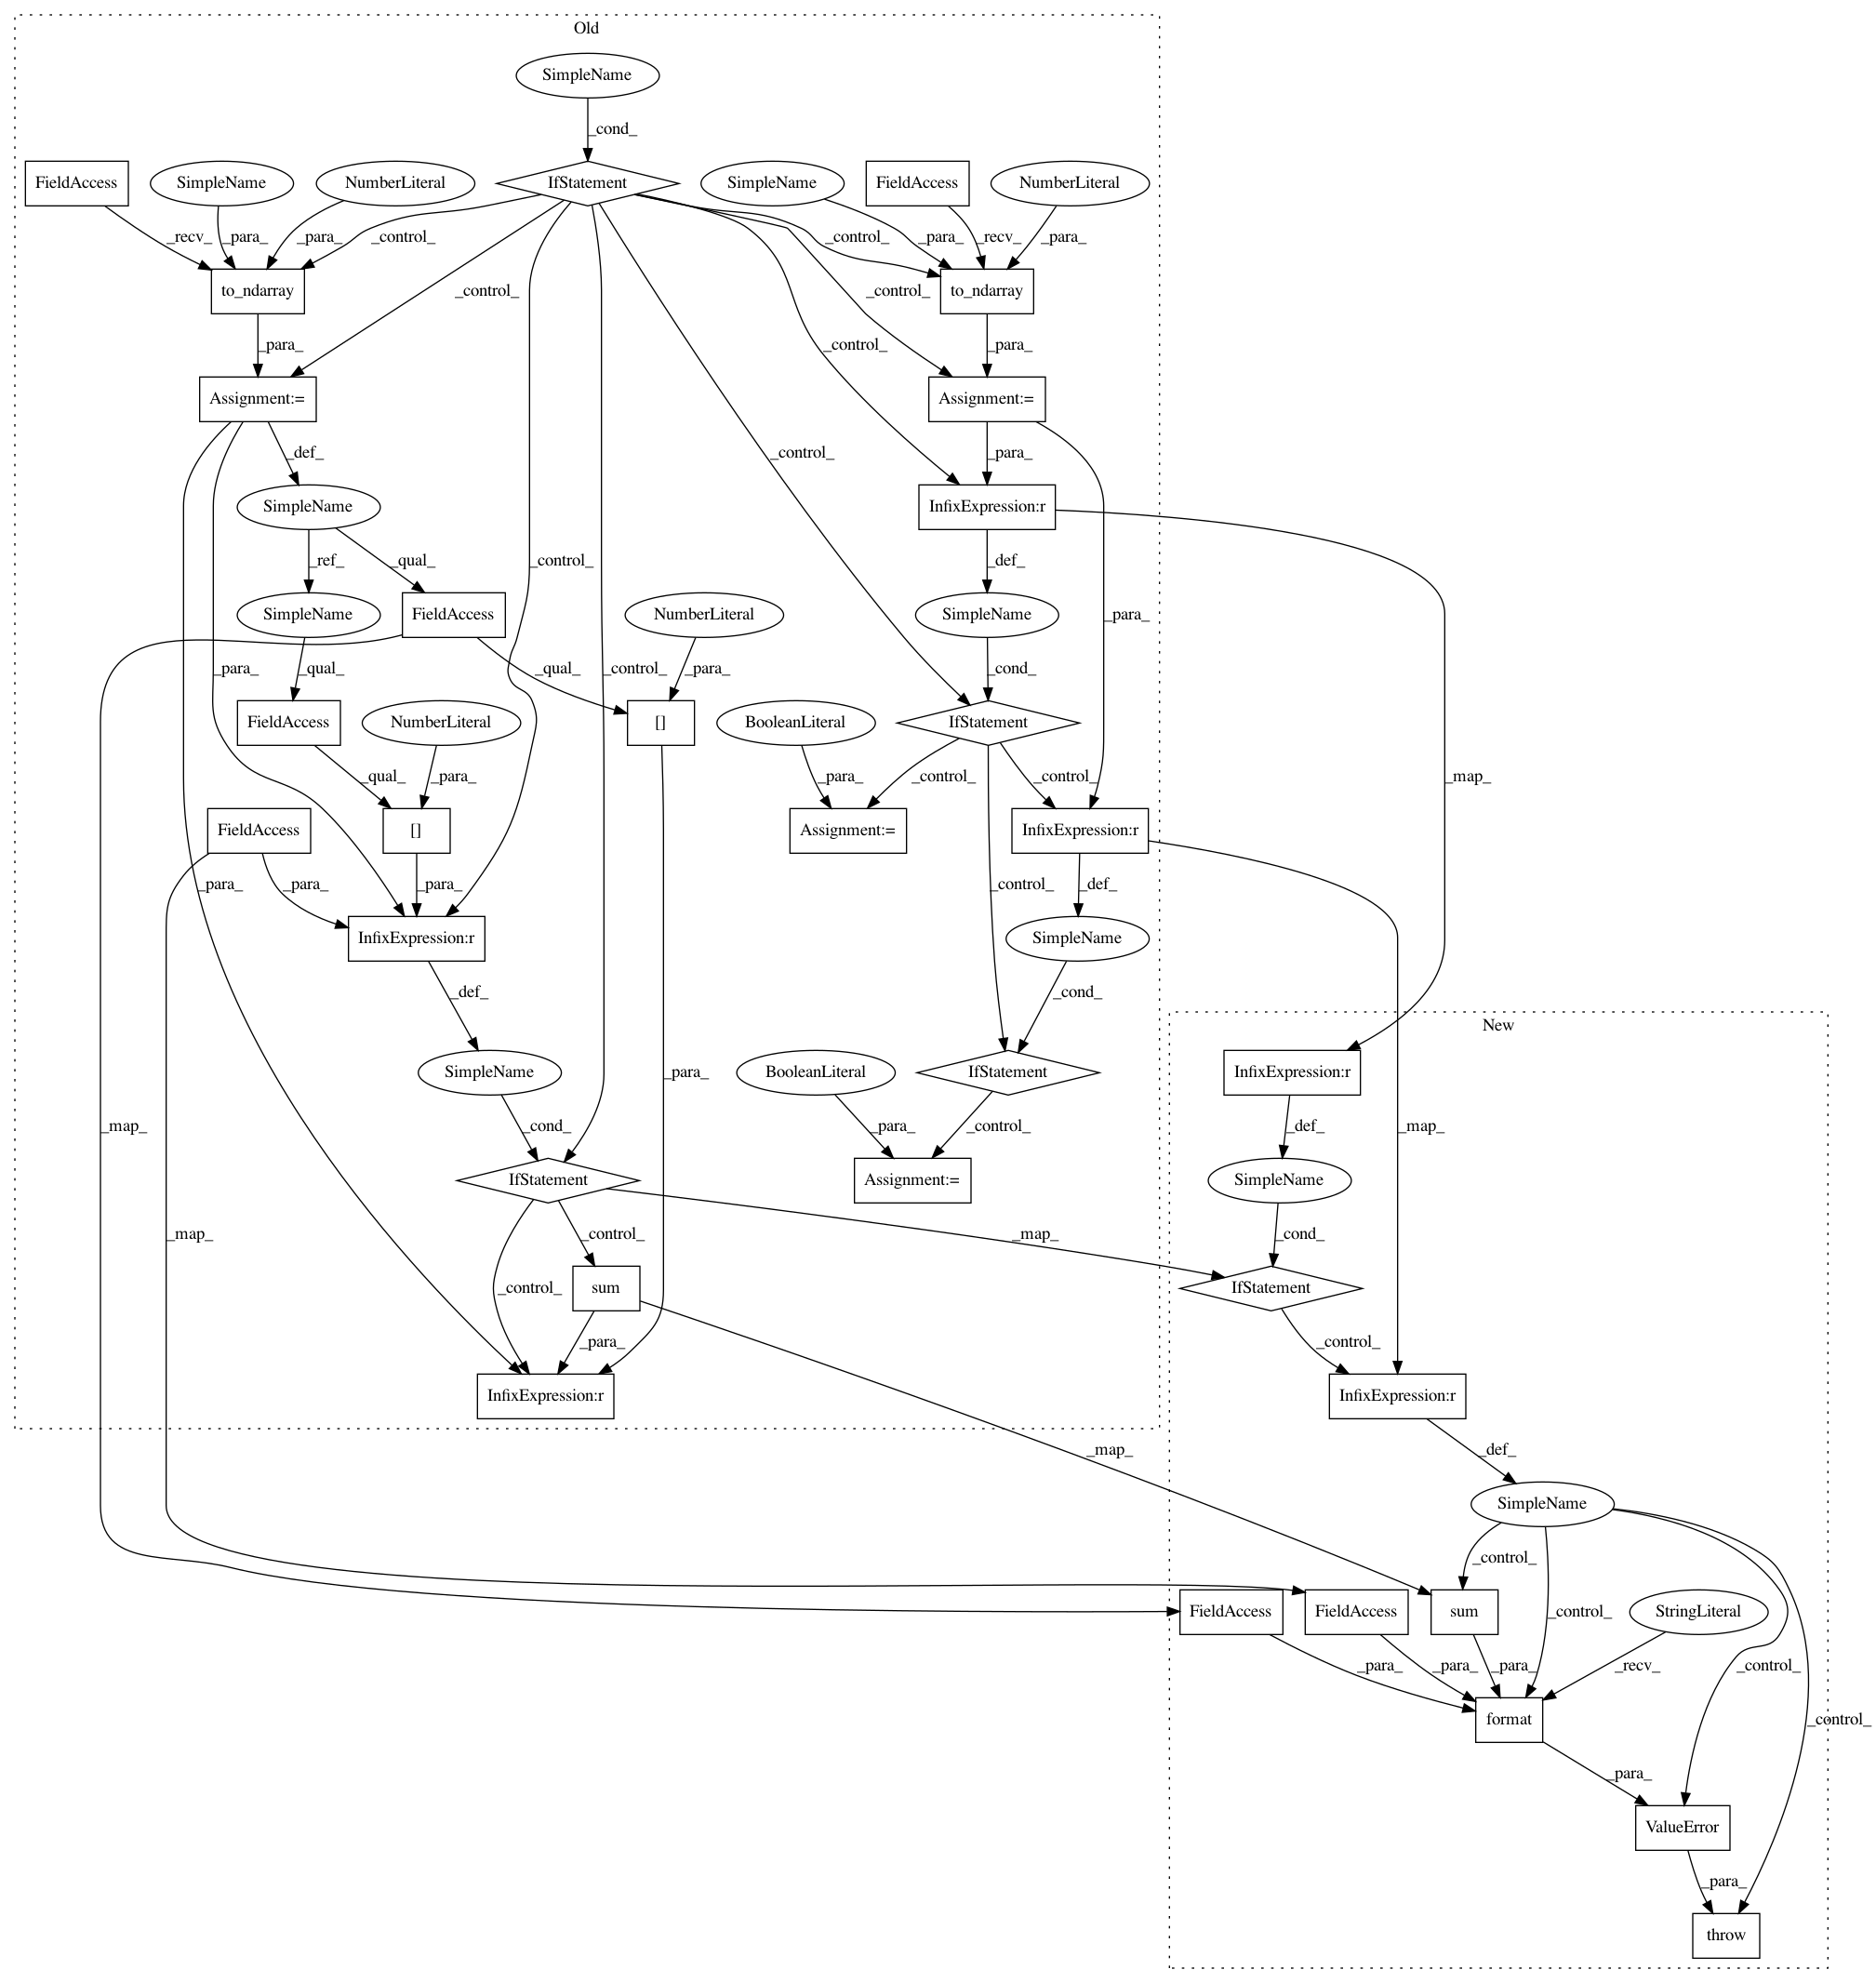 Old
SimpleName
_cond_
FieldAccess
SimpleName
NumberLiteral
IfStatement
SimpleName
FieldAccess
NumberLiteral
_recv_
_para_
_para_
_control_
_control_
_para_
_recv_
_para_
to_ndarray
_control_
_control_
to_ndarray
_para_
_control_
_para_
Assignment:=
Assignment:=
_def_
_control_
_para_
SimpleName
InfixExpression:r
_ref_
_qual_
_control_
_def_
SimpleName
FieldAccess
NumberLiteral
SimpleName
_para_
_para_
_qual_
_control_
_qual_
_para_
_cond_
FieldAccess
NumberLiteral
[]
BooleanLiteral
IfStatement
_qual_
_para_
_para_
_control_
_control_
_map_
FieldAccess
[]
Assignment:=
InfixExpression:r
_para_
_para_
_para_
_control_
_def_
InfixExpression:r
SimpleName
_def_
_cond_
New
SimpleName
_para_
BooleanLiteral
IfStatement
InfixExpression:r
_map_
_cond_
_para_
_control_
_def_
_map_
IfStatement
Assignment:=
SimpleName
_map_
_control_
_map_
_cond_
_control_
sum
IfStatement
_para_
_control_
InfixExpression:r
InfixExpression:r
_map_
_def_
SimpleName
_control_
FieldAccess
FieldAccess
sum
_control_
StringLiteral
_para_
_para_
_para_
_recv_
_control_
format
_control_
_para_
ValueError
_para_
throw